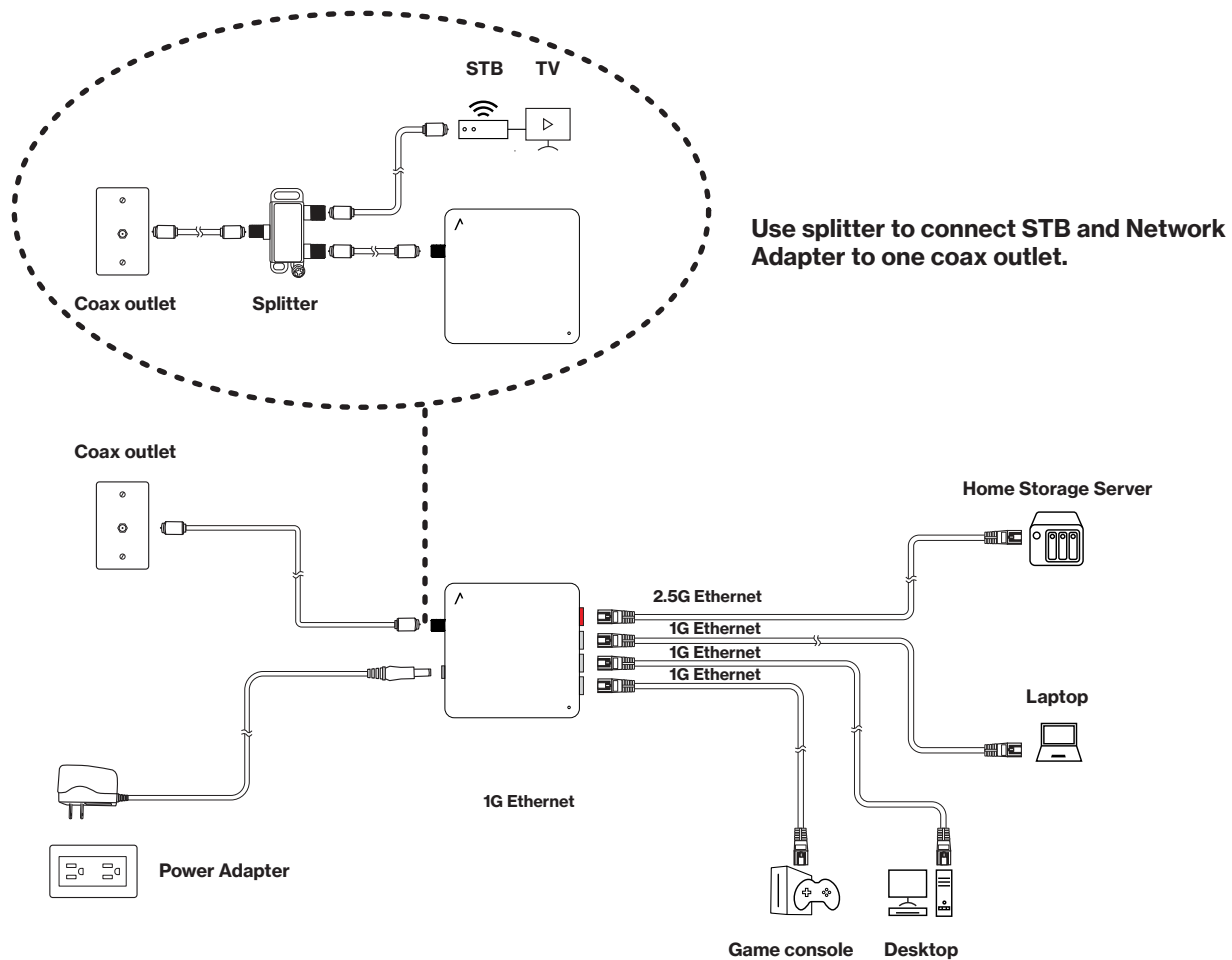 STB
TV
Use splitter to connect STB and Network
Adapter to one coax outlet.
Coax outlet
Splitter
Coax outlet
Home Storage Server
2.5G Ethernet
1G Ethernet
1G Ethernet
1G Ethernet
Laptop
1G Ethernet
Power Adapter
Game console
Desktop